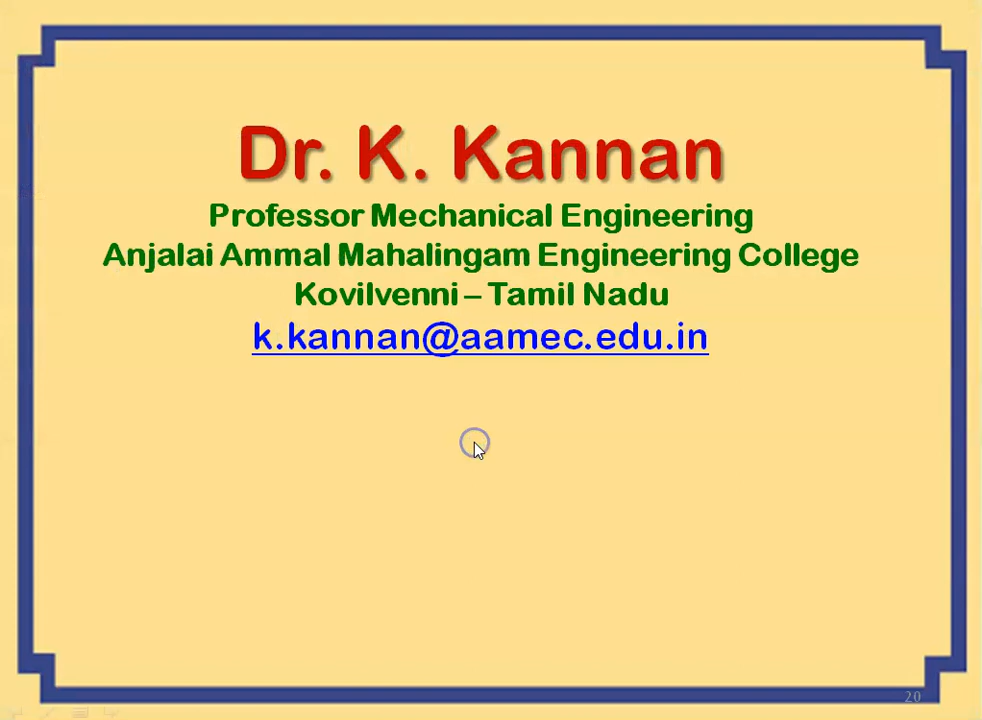 Dr. K. Kannan
Professor Mechanical Engineering
Anjalai Ammal Mahalingam Engineering College
Kovilvenni – Tamil Nadu
k.kannan@aamec.edu.in
20